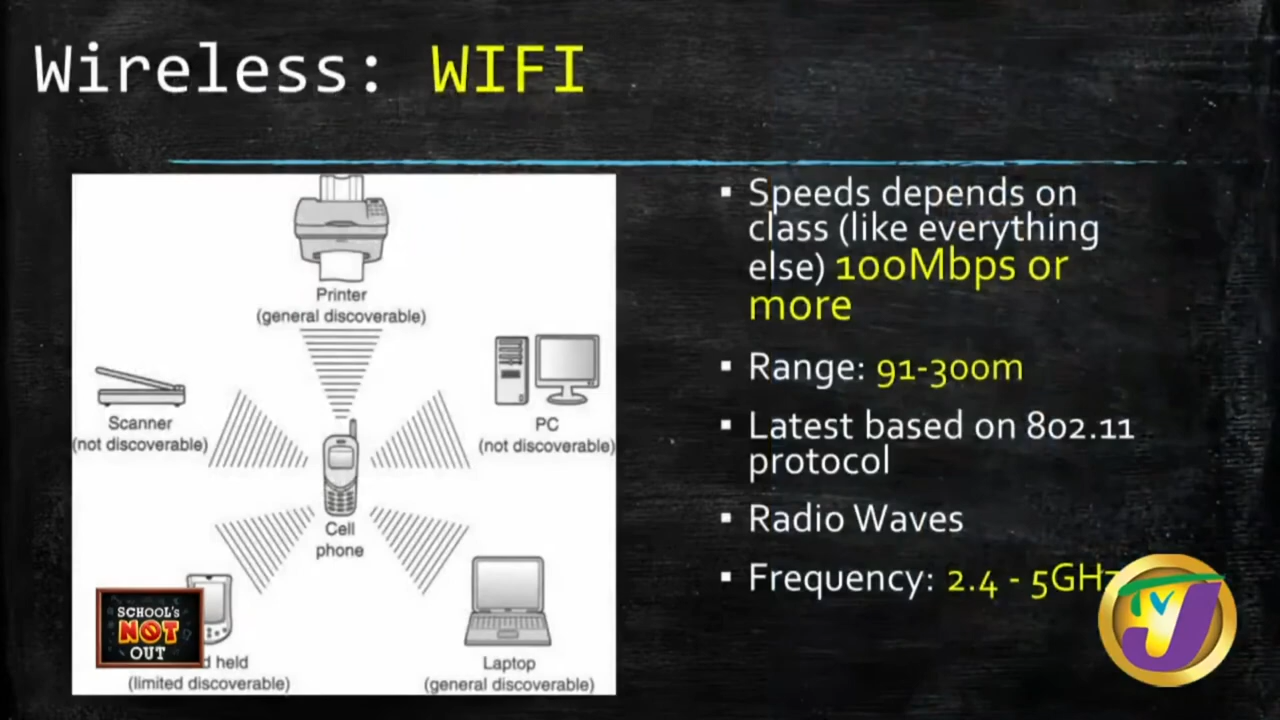 Wireless: WIFI
▪ Speeds depends on
class (like everything
else) 100Mbps or
more
▪ Range: 91-300m
▪ Latest based on 802.11
protocol
▪ Radio Waves
▪ Frequency: 2.4 - 5GHz
Printer
(general discoverable)
Scanner
(not discoverable)
PC
(not discoverable)
Cell
phone
held
(limited discoverable)
Laptop
(general discoverable)
SCHOOL'S
NOT
OUT
TVJ